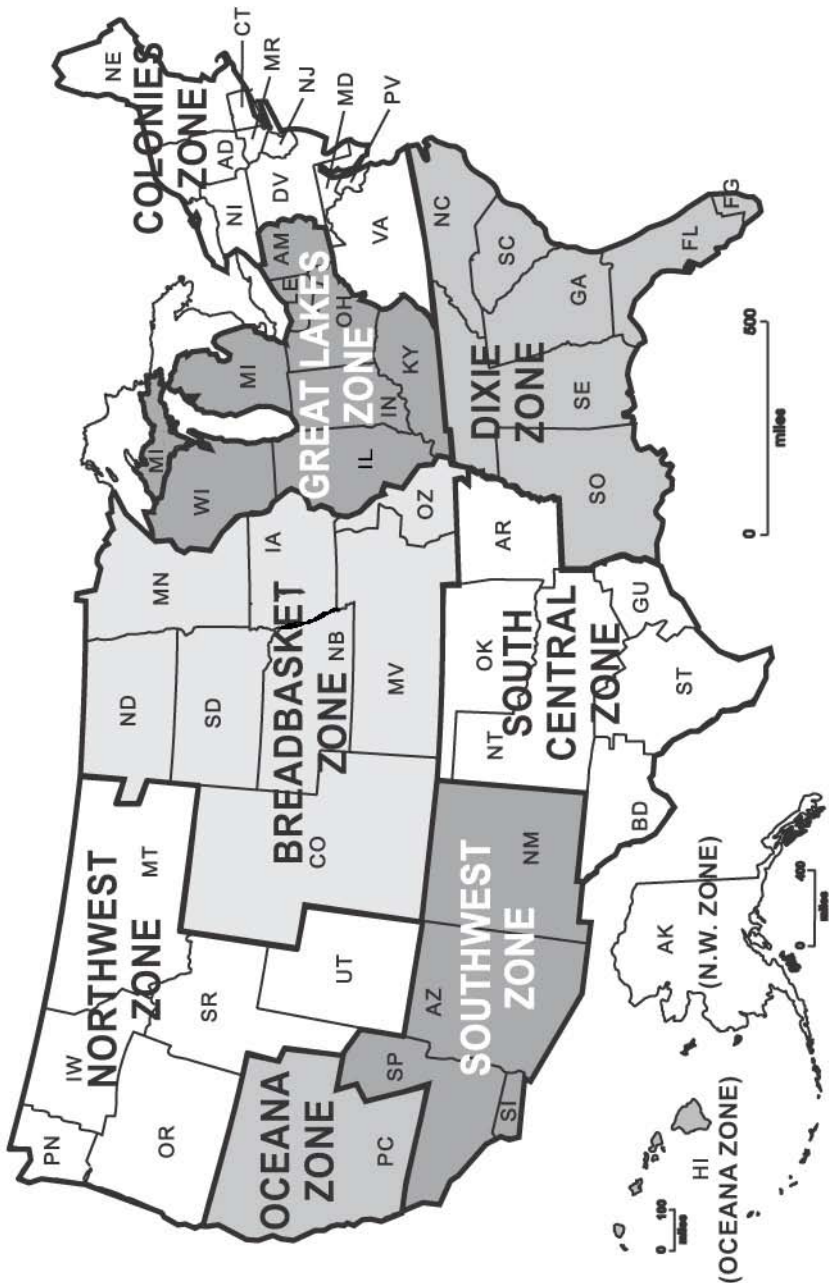 NORTHWEST
ZONE
PN
IW
MT
OR
SR
UT
OCEANA
ZONE
PC
SOUTHWEST
ZONE
SP
SI
AZ
NM
BREADBASKET
ZONE
ND
SD
MN
NB
IA
CO
MV
OZ
SOUTH
CENTRAL
ZONE
NT
OK
AR
BD
ST
GU
GREAT LAKES
ZONE
WI
MI
MI
IL
IN
OH
LE
AM
KY
DIXIE
ZONE
SO
SE
GA
SC
NC
FL
FG
COLONIES
ZONE
NE
NI
AD
DV
VA
CT
MR
NJ
MD
PV
HI
(OCEANA ZONE)
0 100
miles
AK
(N.W. ZONE)
0 400
miles
0 500
miles